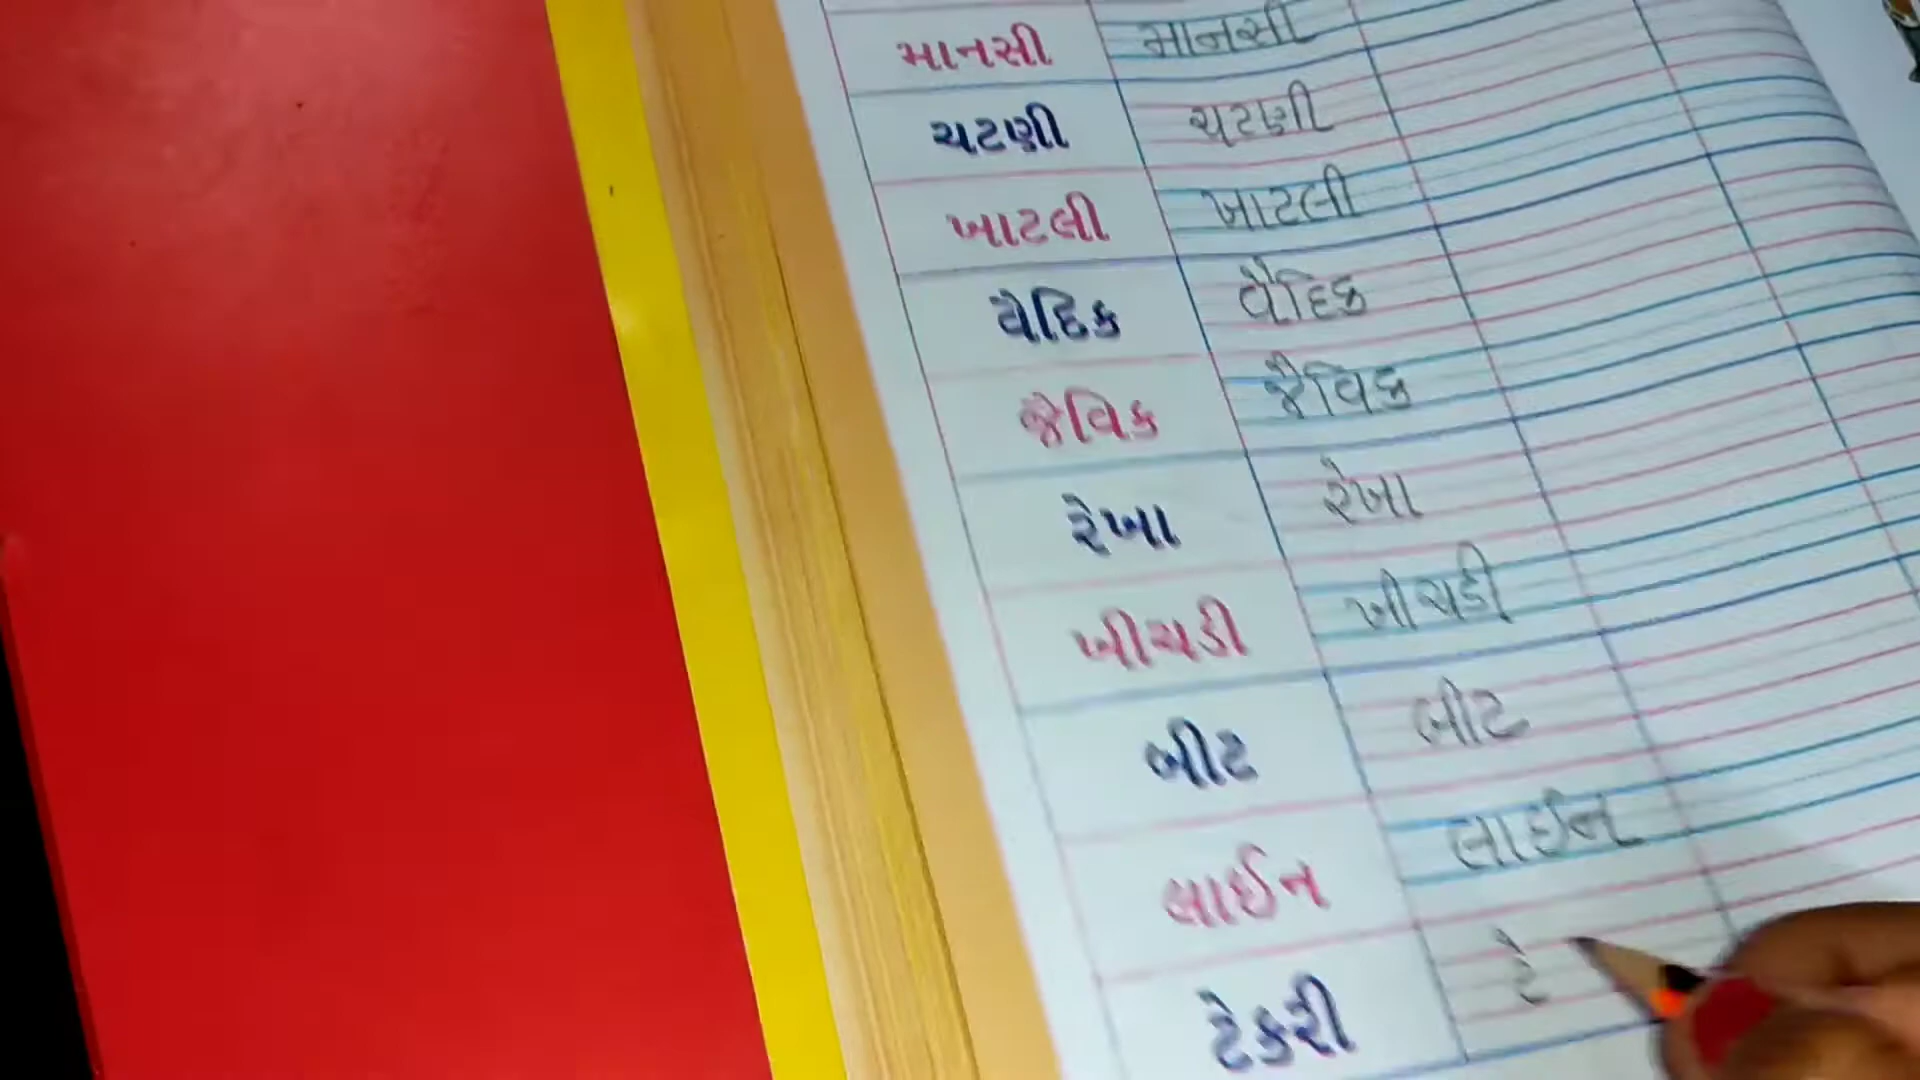 માનસી માનસી
ચટણી ચટણી
ખાટલી ખાટલી
વૈદિક વૈદિક
જૈવિક જૈવિક
રેખા રેખા
ખીચડી ખીચડી
બીટ બીટ
લાઈન લાઈન
ટેકરી ટે